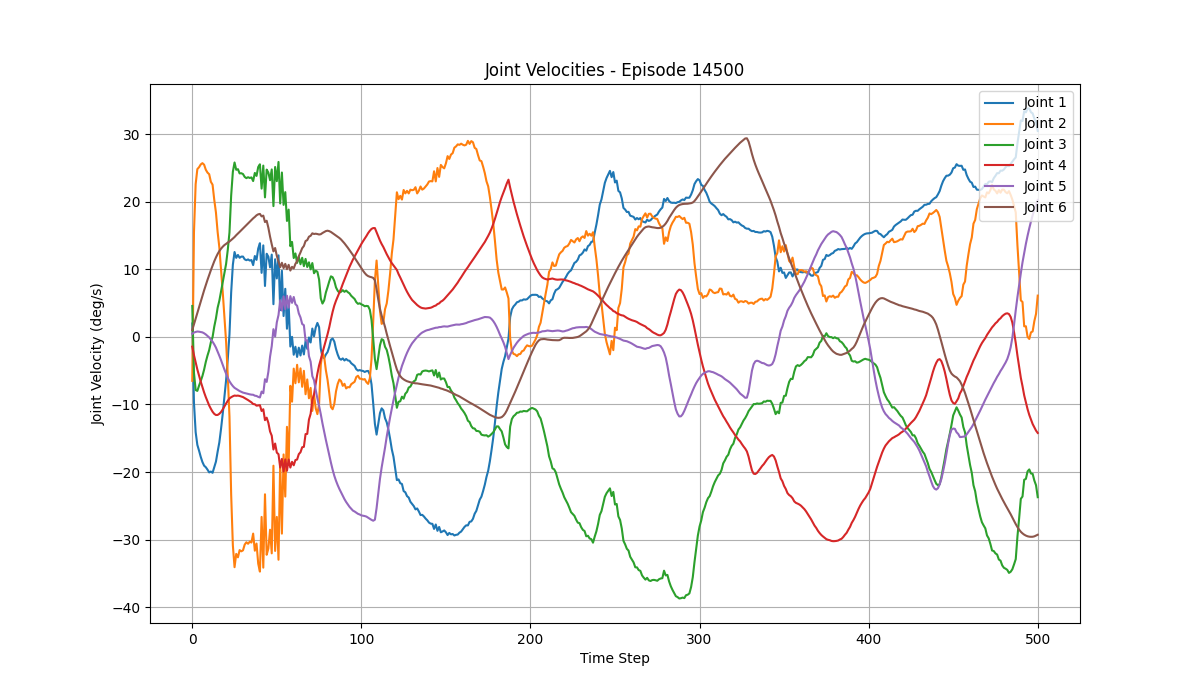 Joint Velocities - Episode 14500
Joint Velocity (deg/s)
30
20
10
0
−10
−20
−30
−40
Joint 1
Joint 2
Joint 3
Joint 4
Joint 5
Joint 6
0 100 200 300 400 500
Time Step